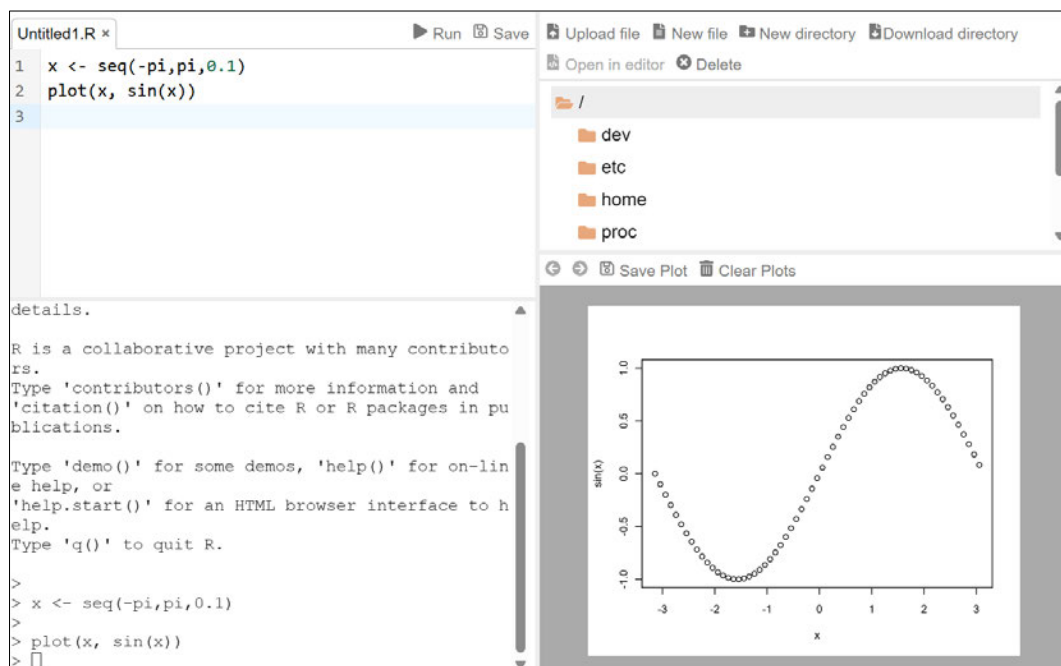 Untitled1.R ×
Run Save
1 x <- seq(-pi,pi,0.1)
2 plot(x, sin(x))
3
Upload file New file New directory Download directory
Open in editor Delete
/
dev
etc
home
proc
Save Plot Clear Plots
details.
R is a collaborative project with many contributo
rs.
Type 'contributors()' for more information and
'citation()' on how to cite R or R packages in pu
blications.
Type 'demo()' for some demos, 'help()' for on-lin
e help, or
'help.start()' for an HTML browser interface to h
elp.
Type 'q()' to quit R.
>
> x <- seq(-pi,pi,0.1)
>
> plot(x, sin(x))
>
1.0
0.5
0.0
-0.5
-1.0
sin(x)
-3 -2 -1 0 1 2 3
x